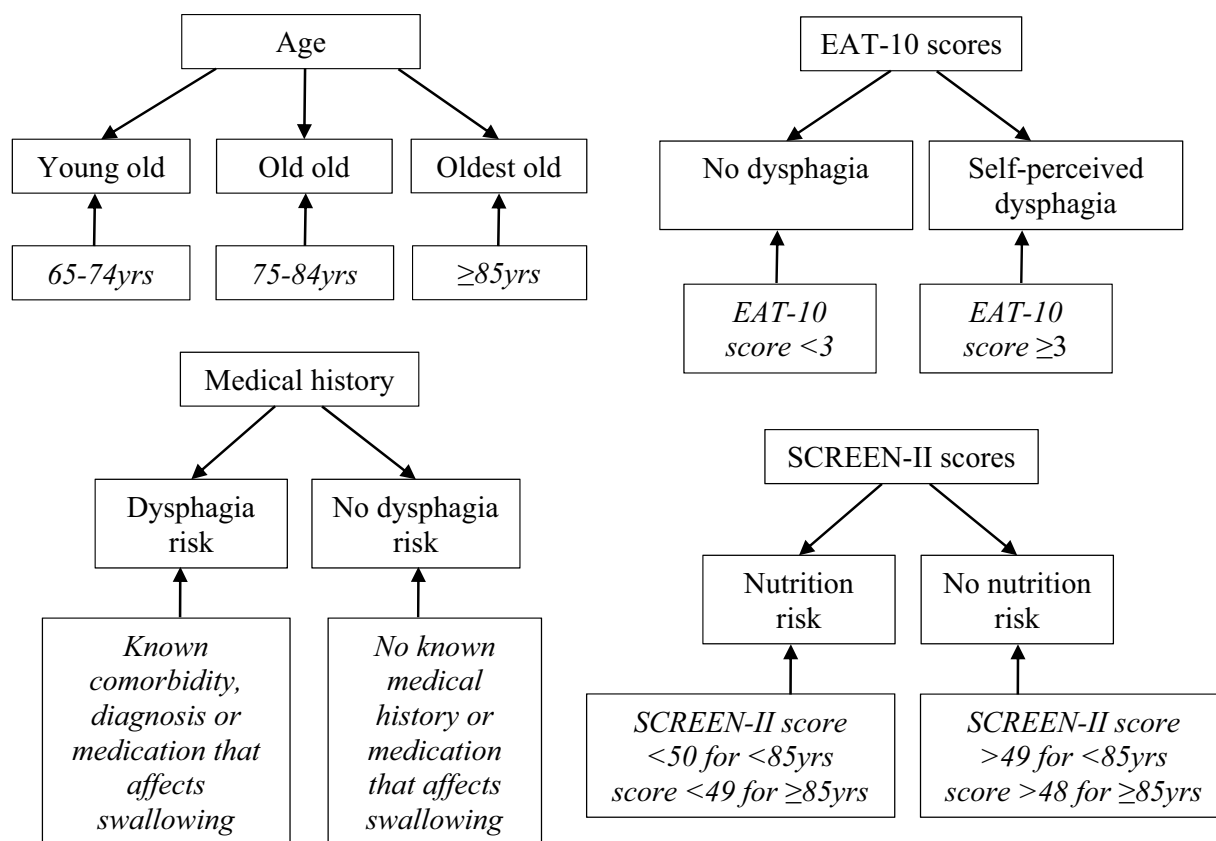 Age
Young old
Old old
Oldest old
65-74yrs
75-84yrs
≥85yrs
EAT-10 scores
No dysphagia
Self-perceived
dysphagia
EAT-10
score <3
EAT-10
score ≥3
Medical history
Dysphagia
risk
No dysphagia
risk
Known
comorbidity,
diagnosis or
medication that
affects
swallowing
No known
medical
history or
medication
that affects
swallowing
SCREEN-II scores
Nutrition
risk
No nutrition
risk
SCREEN-II score
<50 for <85yrs
score <49 for ≥85yrs
SCREEN-II score
>49 for <85yrs
score >48 for ≥85yrs